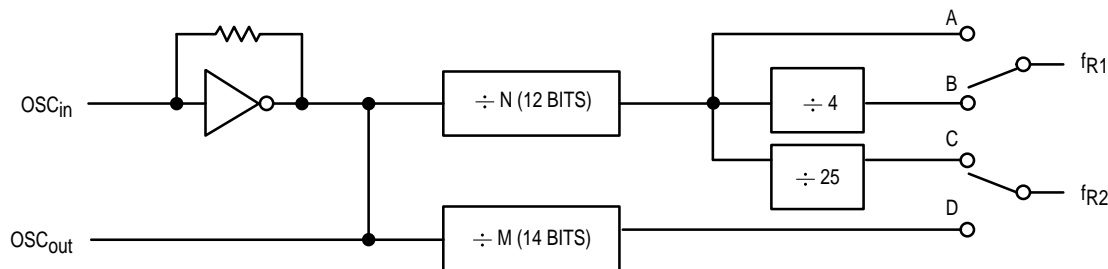 A
fR1
÷ N (12 BITS)
÷ 4
B
OSCin
C
÷ 25
fR2
D
÷ M (14 BITS)
OSCout